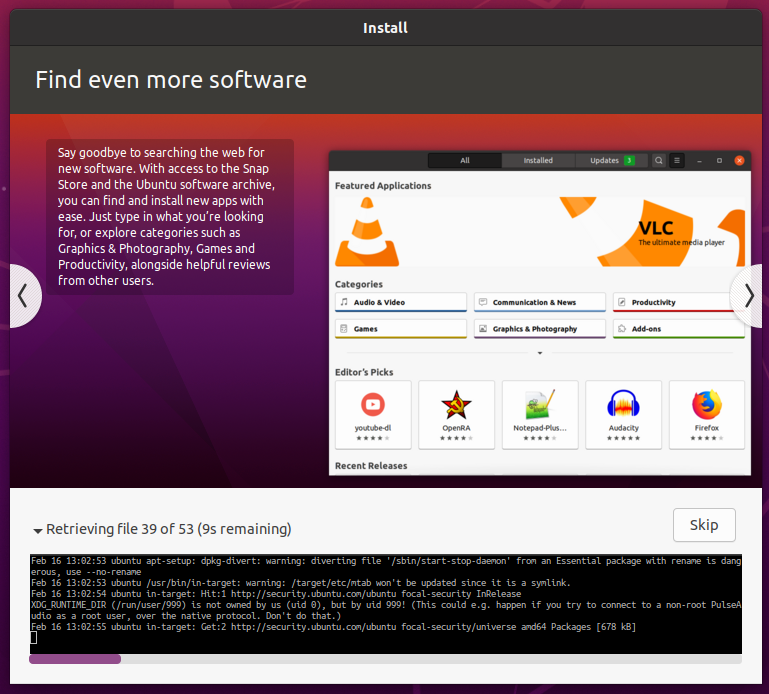 Install
Find even more software
Say goodbye to searching the web for
new software. With access to the Snap
Store and the Ubuntu software archive,
you can find and install new apps with
ease. Just type in what you're looking
for, or explore categories such as
Graphics & Photography, Games and
Productivity, alongside helpful reviews
from other users.
All Installed Updates 3
Featured Applications
VLC
The ultimate media player
Categories
Audio & Video Communication & News Productivity
Games Graphics & Photography Add-ons
Editor's Picks
youtube-dl OpenRA Notepad-Plus... Audacity Firefox
Recent Releases
Retrieving file 39 of 53 (9s remaining)
Skip
Feb 16 13:02:53 ubuntu apt-setup: dpkg-divert: warning: diverting file '/sbin/start-stop-daemon' from an Essential package with rename is dang
erous, use --no-rename
Feb 16 13:02:53 ubuntu /usr/bin/in-target: warning: /target/etc/mtab won't be updated since it is a symlink.
Feb 16 13:02:54 ubuntu in-target: Hit:1 http://security.ubuntu.com/ubuntu focal-security InRelease
XDG_RUNTIME_DIR (/run/user/999) is not owned by us (uid 0), but by uid 999! (This could e.g. happen if you try to connect to a non-root PulseA
udio as a root user, over the native protocol. Don't do that.)
Feb 16 13:02:55 ubuntu in-target: Get:2 http://security.ubuntu.com/ubuntu focal-security/universe amd64 Packages [678 kB]